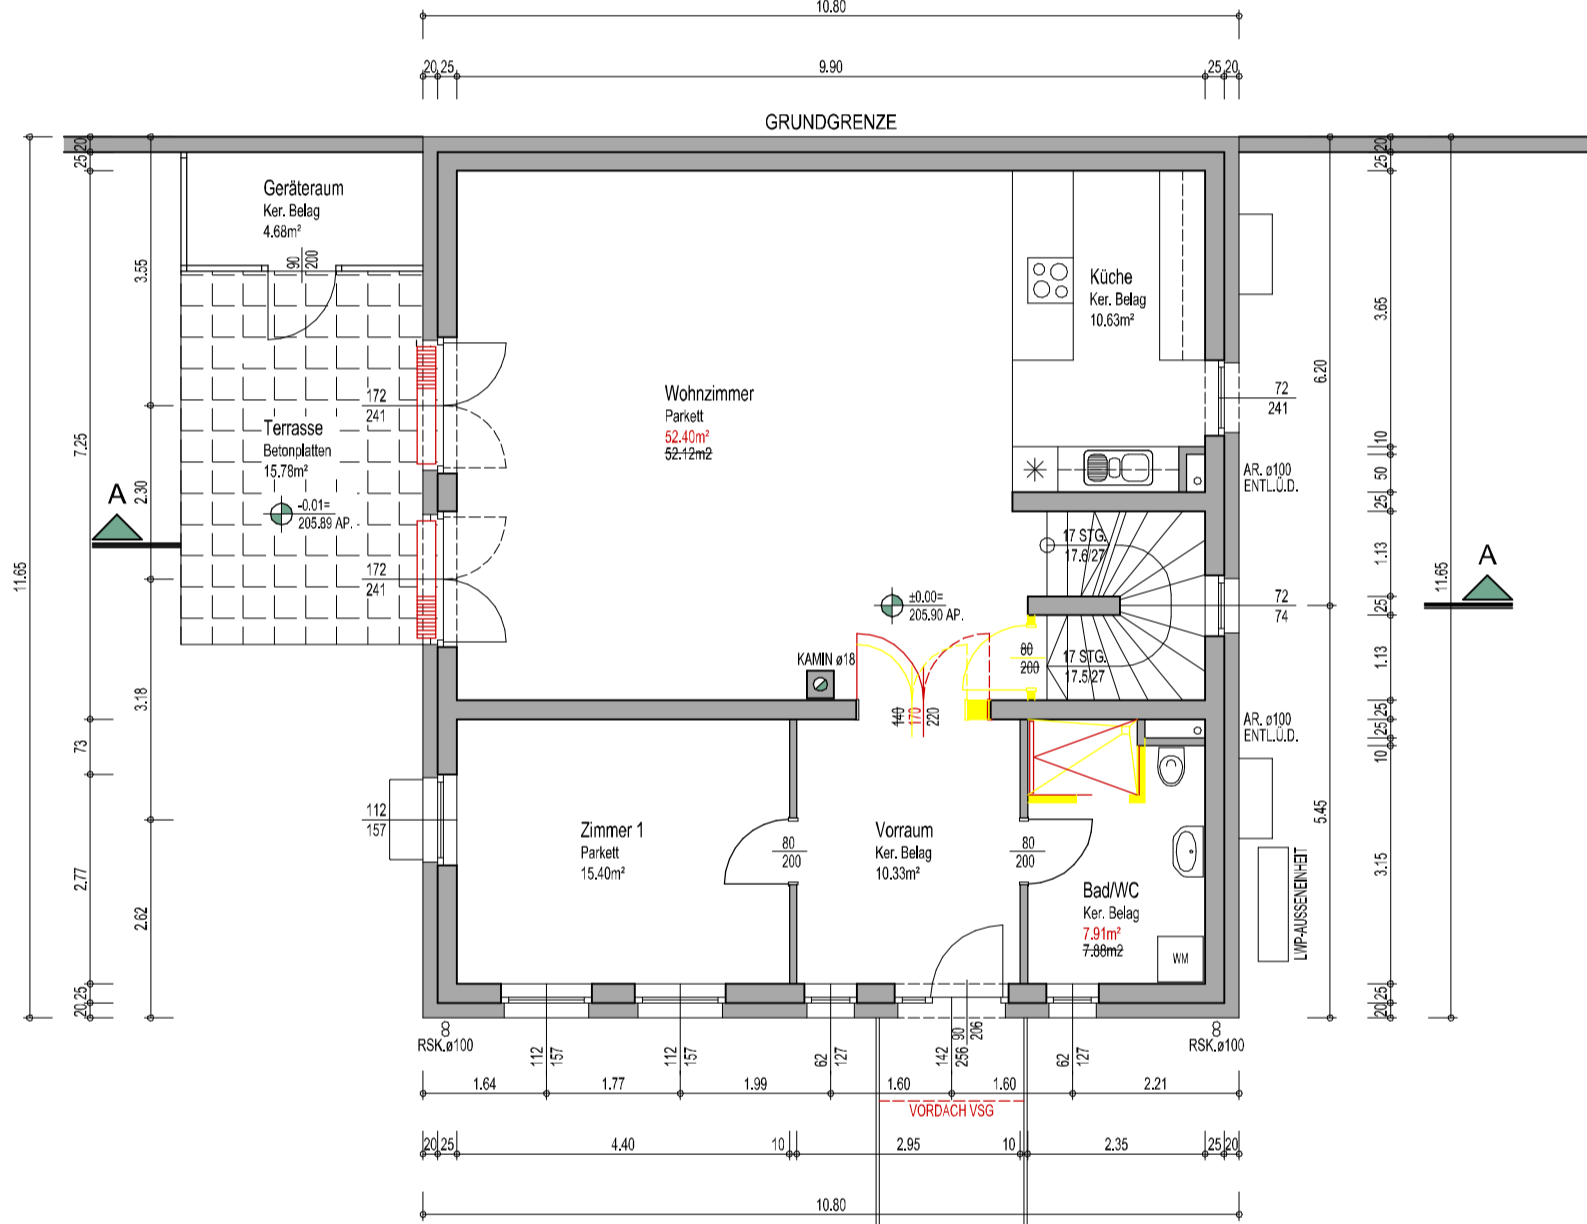 10.80
20 25 9.90 25 20
GRUNDGRENZE
25 20
3.55
7.25
2.30
11.65
3.18
73
2.77
2.62
20 25
Geräteraum
Ker. Belag
4.68m²
90
200
Terrasse
Betonplatten
15.78m²
-0.01=
205.89 AP.
A
172
241
172
241
112
157
Wohnzimmer
Parkett
52.40m²
52.12m2
Küche
Ker. Belag
10.63m²
±0.00=
205.90 AP.
KAMIN ø18
17 STG.
17.6/27
17 STG.
17.5/27
80
200
140 170 220
72
241
AR. ø100
ENTL.Ü.D.
72
74
AR. ø100
ENTL.Ü.D.
Zimmer 1
Parkett
15.40m²
80
200
Vorraum
Ker. Belag
10.33m²
80
200
Bad/WC
Ker. Belag
7.91m²
7.88m2
WM
LWP-AUSSENEINHEIT
6.20
5.45
25 20
3.65
10
50
25
1.13
25
1.13
25
25
10
3.15
20 25
11.65
A
RSK.ø100
RSK.ø100
112 157
112 157
62 127
142 256
90 206
62 127
1.64 1.77 1.99 1.60 1.60 2.21
VORDACH VSG
20 25 4.40 10 2.95 10 2.35 25 20
10.80